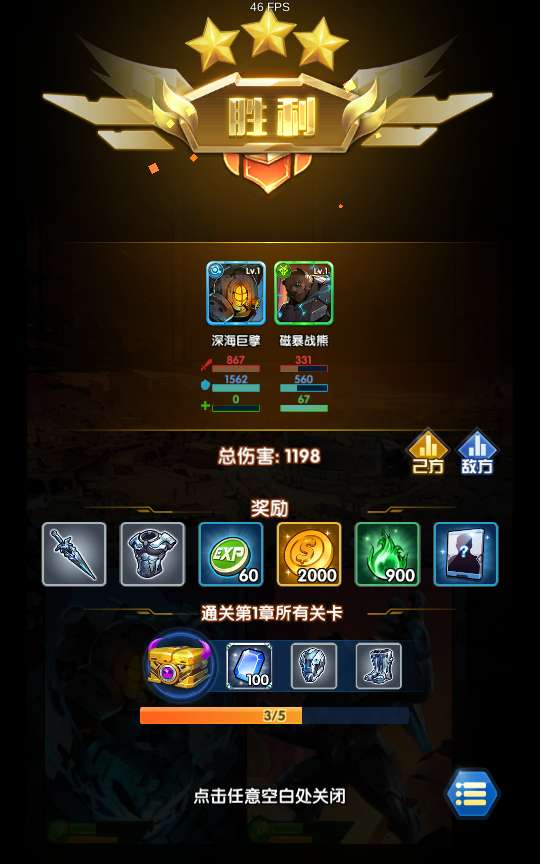 46 FPS
胜利
Lv.1
Lv.1
深海巨擘
磁暴战熊
867
331
1562
560
0
67
总伤害: 1198
己方
敌方
奖励
EXP
60
2000
900
?
通关第1章所有关卡
100
3/5
点击任意空白处关闭